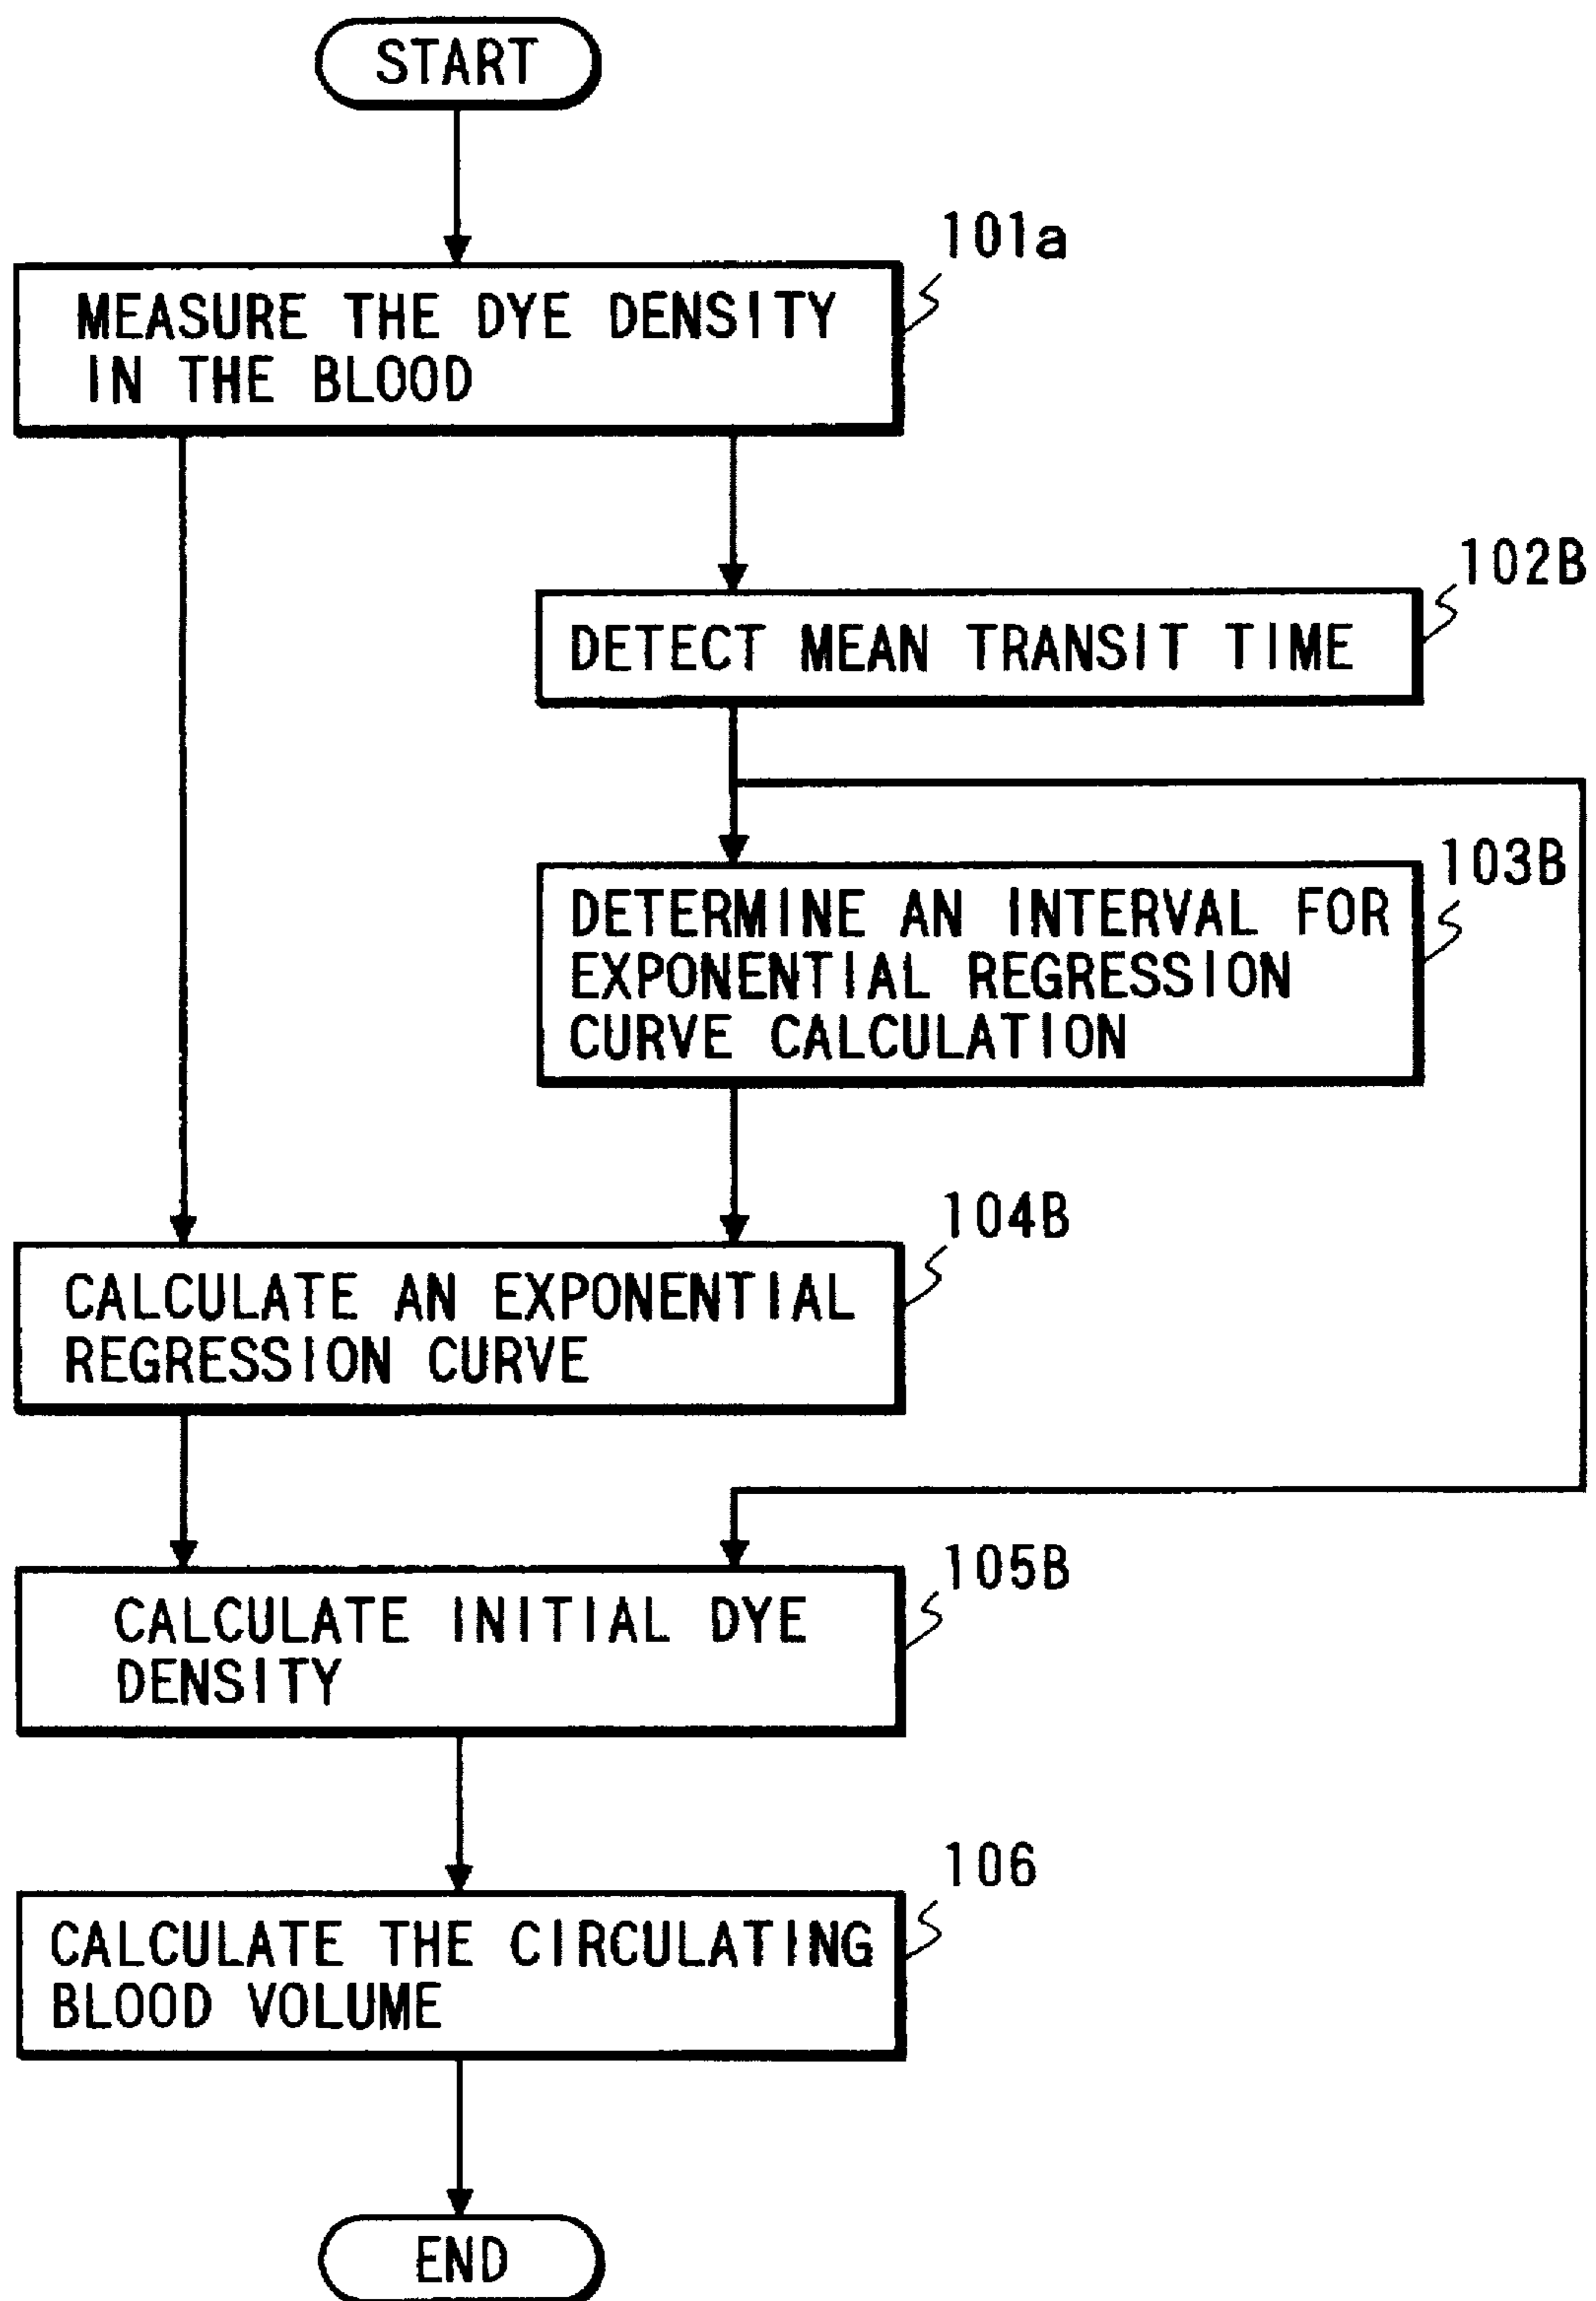 START
101a
MEASURE THE DYE DENSITY
IN THE BLOOD
102B
DETECT MEAN TRANSIT TIME
103B
DETERMINE AN INTERVAL FOR
EXPONENTIAL REGRESSION
CURVE CALCULATION
104B
CALCULATE AN EXPONENTIAL
REGRESSION CURVE
105B
CALCULATE INITIAL DYE
DENSITY
106
CALCULATE THE CIRCULATING
BLOOD VOLUME
END